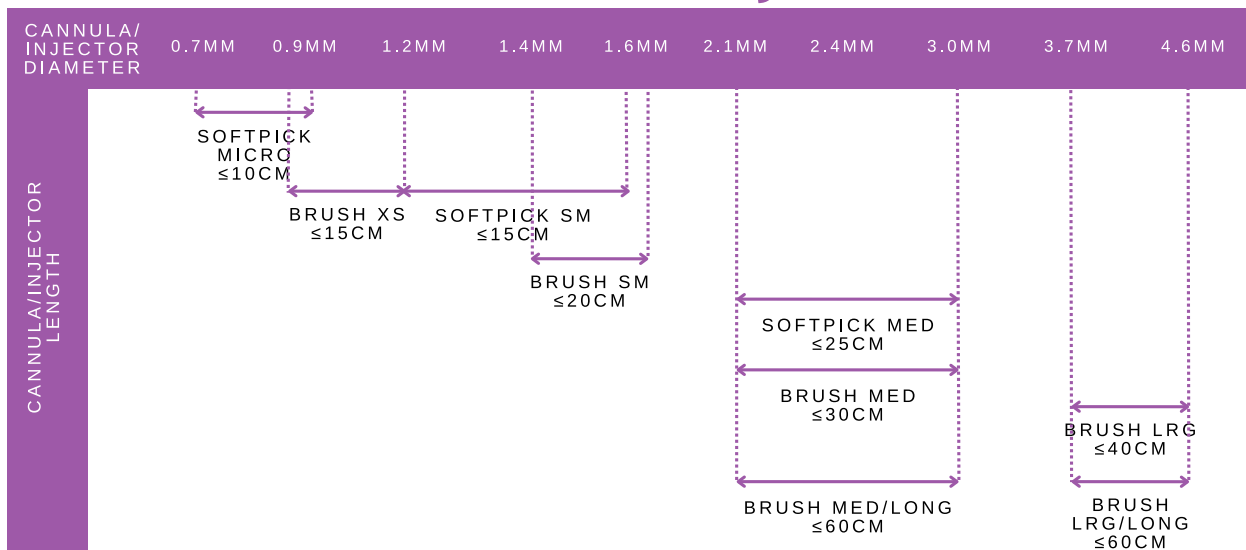 CANNULA/
INJECTOR
DIAMETER
0.7MM 0.9MM 1.2MM 1.4MM 1.6MM 2.1MM 2.4MM 3.0MM 3.7MM 4.6MM
CANNULA/INJECTOR
LENGTH
SOFTPICK
MICRO
≤10CM
BRUSH XS
≤15CM
SOFTPICK SM
≤15CM
BRUSH SM
≤20CM
SOFTPICK MED
≤25CM
BRUSH MED
≤30CM
BRUSH LRG
≤40CM
BRUSH MED/LONG
≤60CM
BRUSH
LRG/LONG
≤60CM